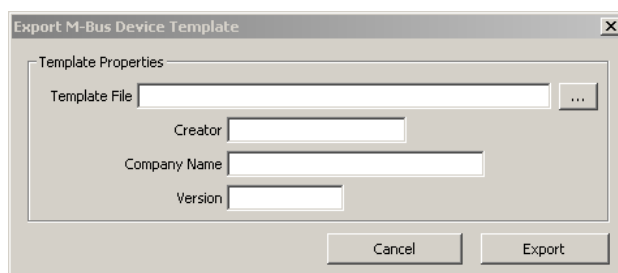 Export M-Bus Device Template
Template Properties
Template File
...
Creator
Company Name
Version
Cancel Export